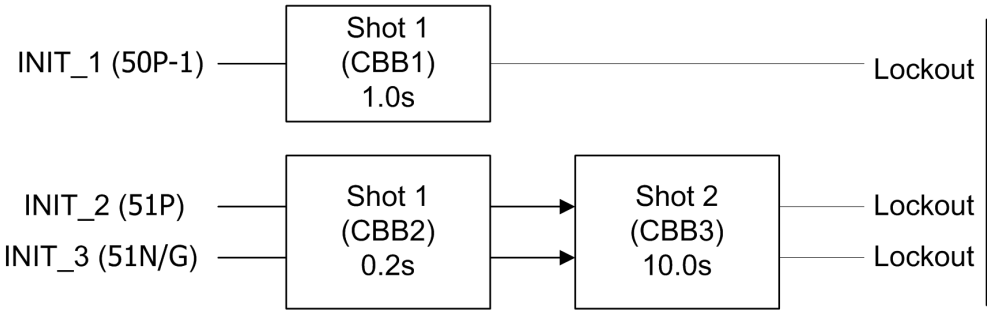 Shot 1
INIT_1 (50P-1) (CBB1) Lockout
1.0s
Shot 1 Shot 2
INIT_2 (51P) Lockout
(CBB2) (CBB3)
INIT_3 (51N/G) 0.2s 10.0s Lockout